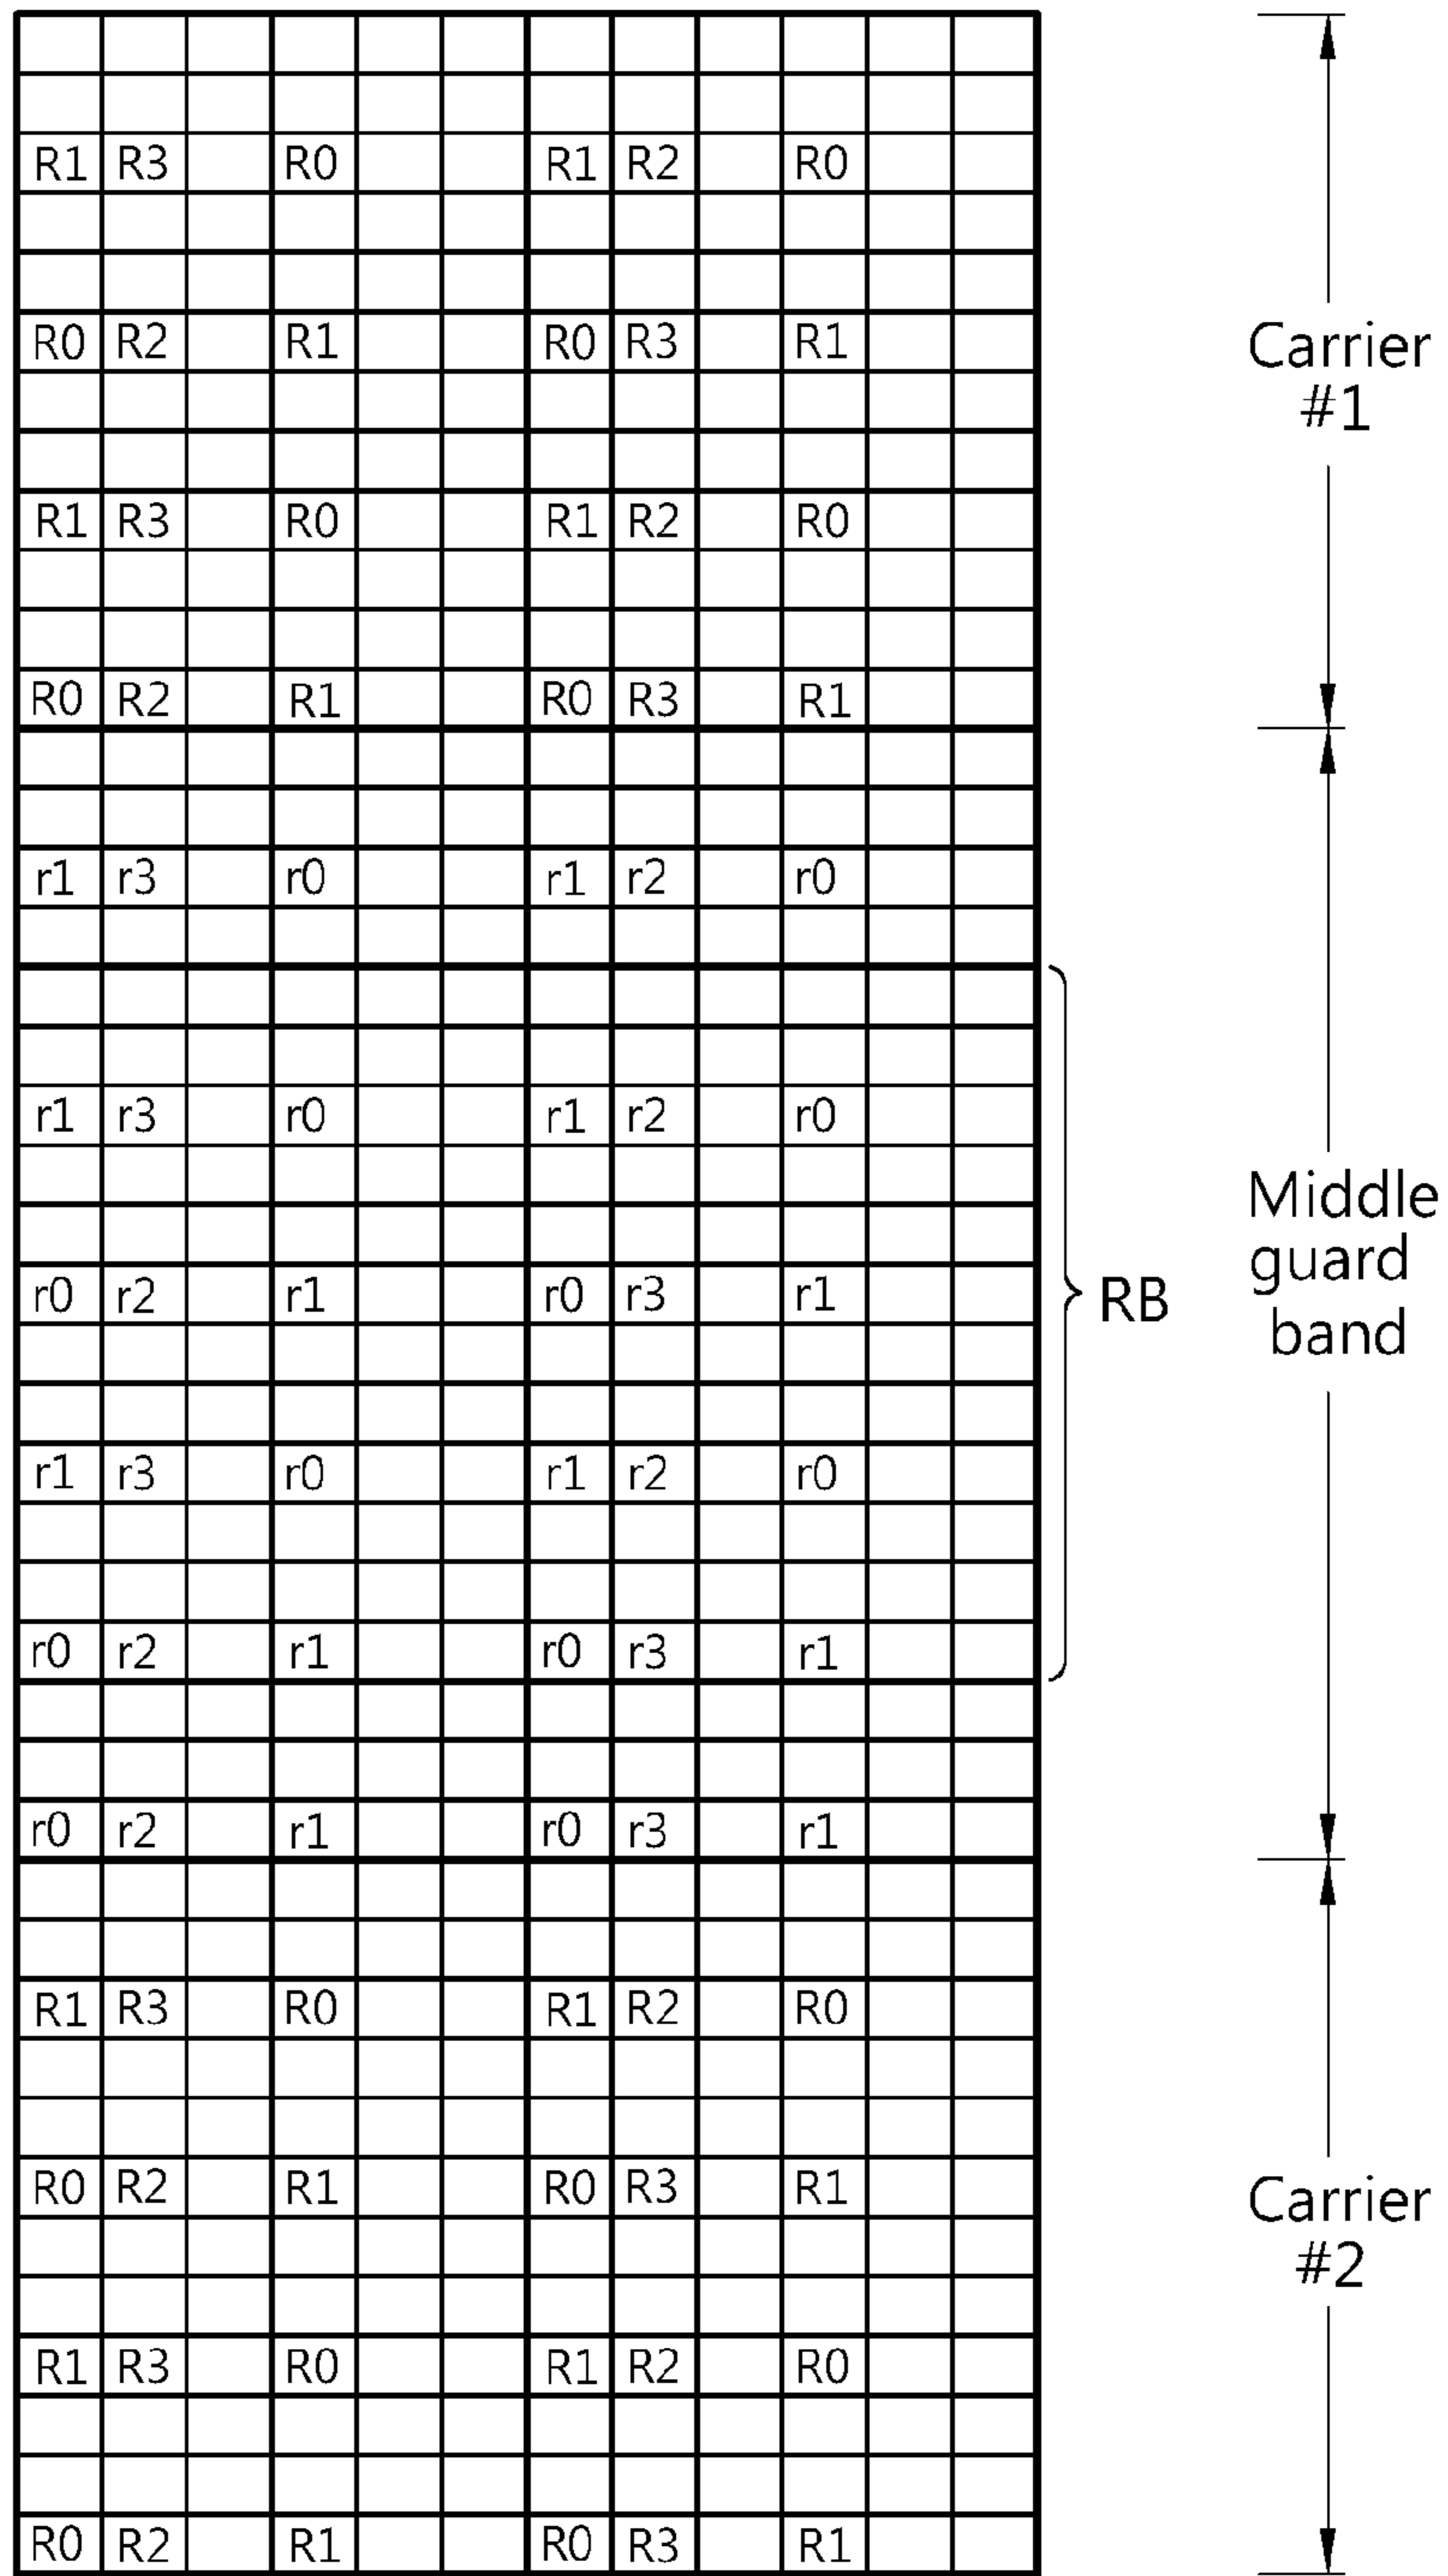 R1 R3 R0 R1 R2 R0
R0 R2 R1 R0 R3 R1
Carrier
#1
R1 R3 R0 R1 R2 R0
R0 R2 R1 R0 R3 R1
r1 r3 r0 r1 r2 r0
r1 r3 r0 r1 r2 r0
Middle
guard
band
r0 r2 r1 r0 r3 r1
RB
r1 r3 r0 r1 r2 r0
r0 r2 r1 r0 r3 r1
r0 r2 r1 r0 r3 r1
R1 R3 R0 R1 R2 R0
R0 R2 R1 R0 R3 R1
Carrier
#2
R1 R3 R0 R1 R2 R0
R0 R2 R1 R0 R3 R1